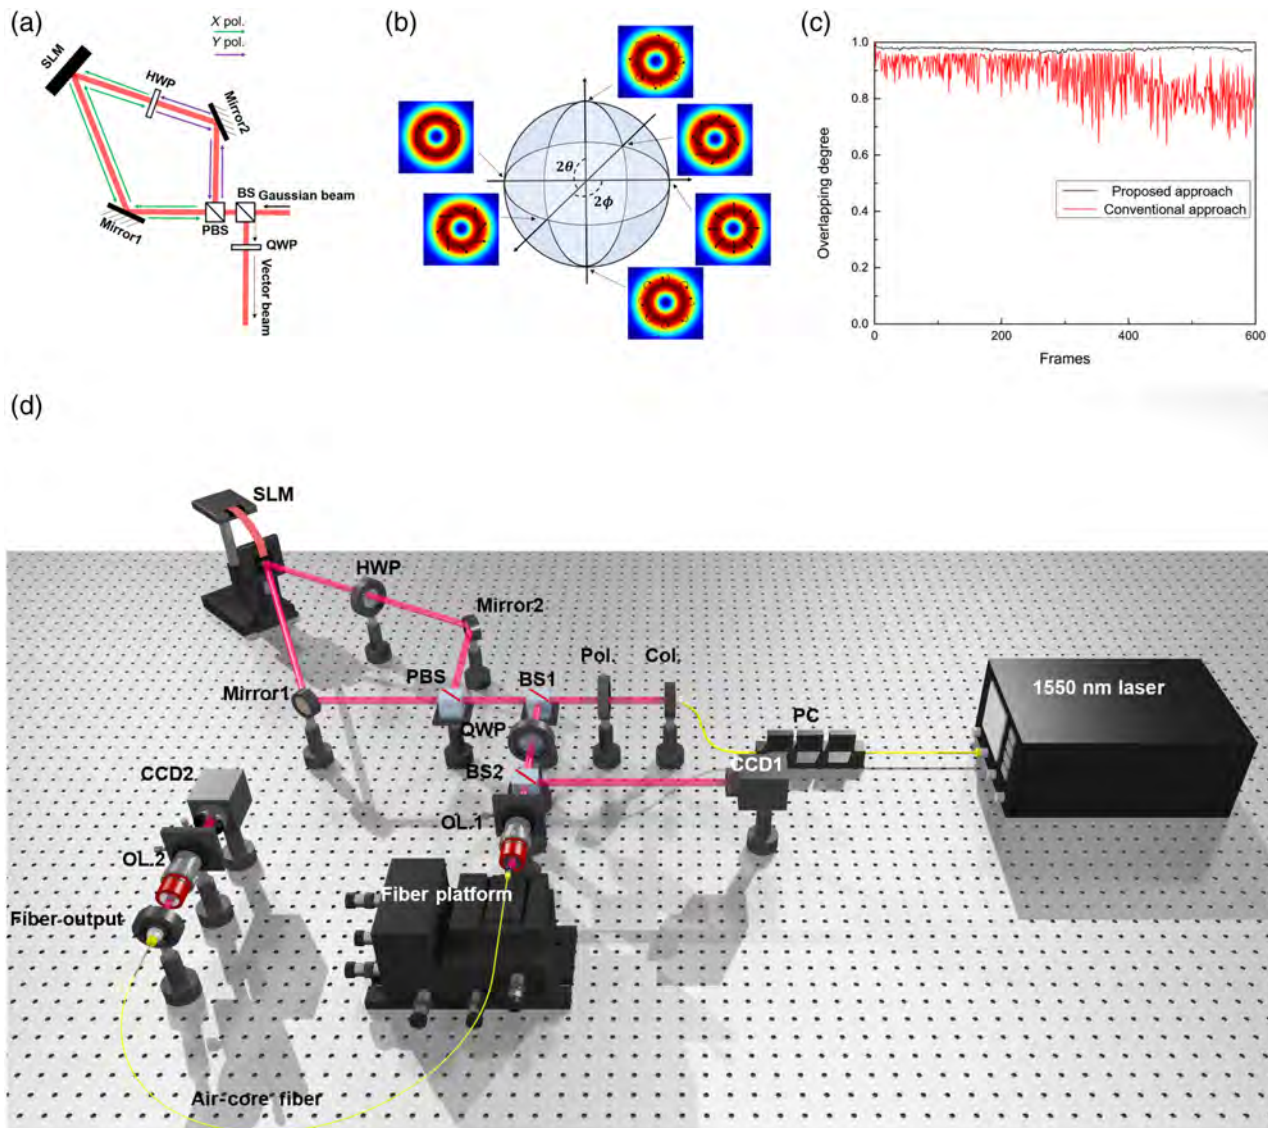 (a)
X pol.
Y pol.
SLM
HWP
Mirror2
BS
Gaussian beam
PBS
Mirror1
QWP
Vector beam
(b)
2θ
2ϕ
(c)
1.0
0.8
0.6
0.4
0.2
0.0
Overlapping degree
Proposed approach
Conventional approach
0
200
400
600
Frames
(d)
SLM
HWP
Mirror2
Pol.
Col.
PBS
BS1
Mirror1
1550 nm laser
PC
QWP
CCD1
BS2
CCD2
OL.1
OL.2
Fiber platform
Fiber output
Air-core fiber